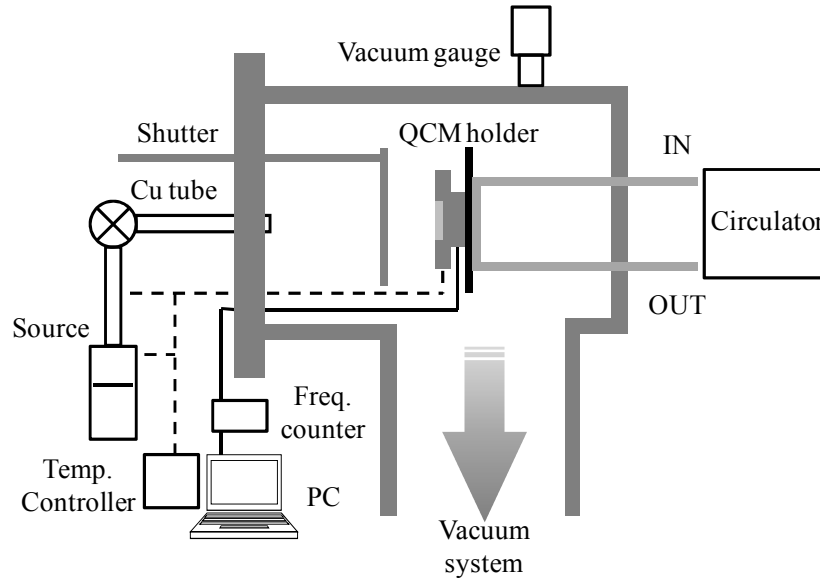 Vacuum gauge
Shutter
QCM holder
IN
Cu tube
Circulator
Source
OUT
Freq.
counter
Temp.
Controller
PC
Vacuum
system